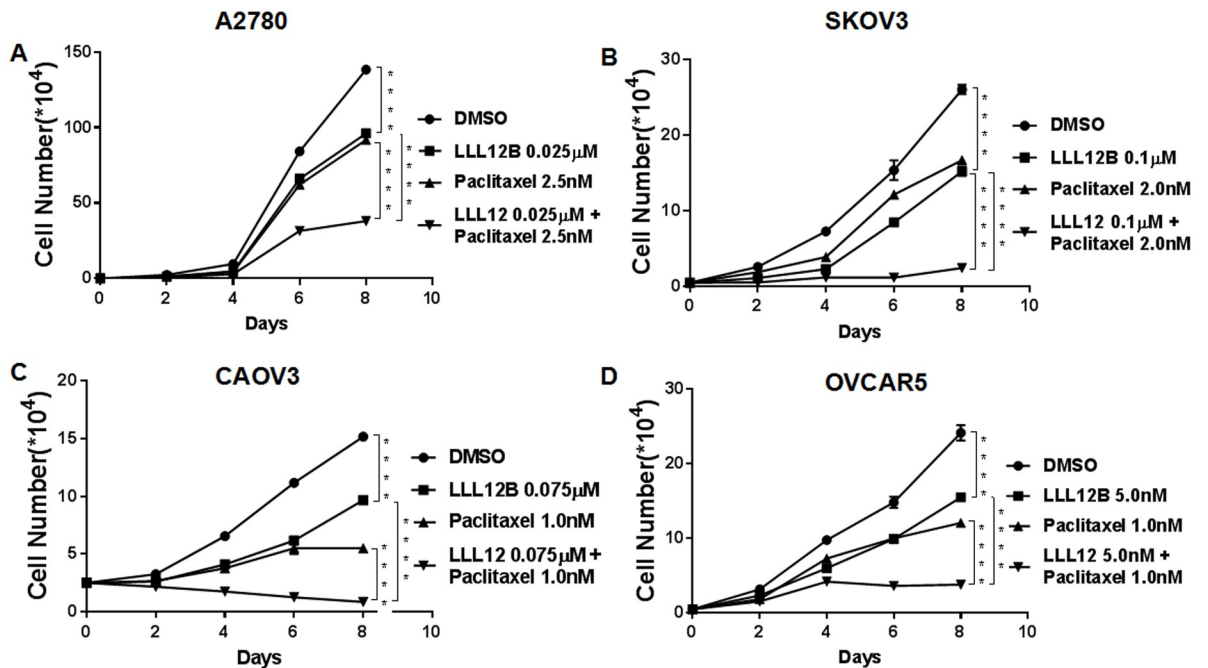 A2780
A
Cell Number(*10⁴)
150
100
50
0
0 2 4 6 8 10
Days
* * * *
* * * *
* * * *
DMSO
LLL12B 0.025µM
Paclitaxel 2.5nM
LLL12 0.025µM +
Paclitaxel 2.5nM
SKOV3
B
Cell Number(*10⁴)
30
20
10
0
0 2 4 6 8 10
Days
* * * *
* * * *
* * * *
DMSO
LLL12B 0.1µM
Paclitaxel 2.0nM
LLL12 0.1µM +
Paclitaxel 2.0nM
C
CAOV3
Cell Number(*10⁴)
20
15
10
5
0
0 2 4 6 8 10
Days
* * * *
* * * *
* * * *
DMSO
LLL12B 0.075µM
Paclitaxel 1.0nM
LLL12 0.075µM +
Paclitaxel 1.0nM
D
OVCAR5
Cell Number(*10⁴)
30
20
10
0
0 2 4 6 8 10
Days
* * * *
* * * *
* * * *
DMSO
LLL12B 5.0nM
Paclitaxel 1.0nM
LLL12 5.0nM +
Paclitaxel 1.0nM